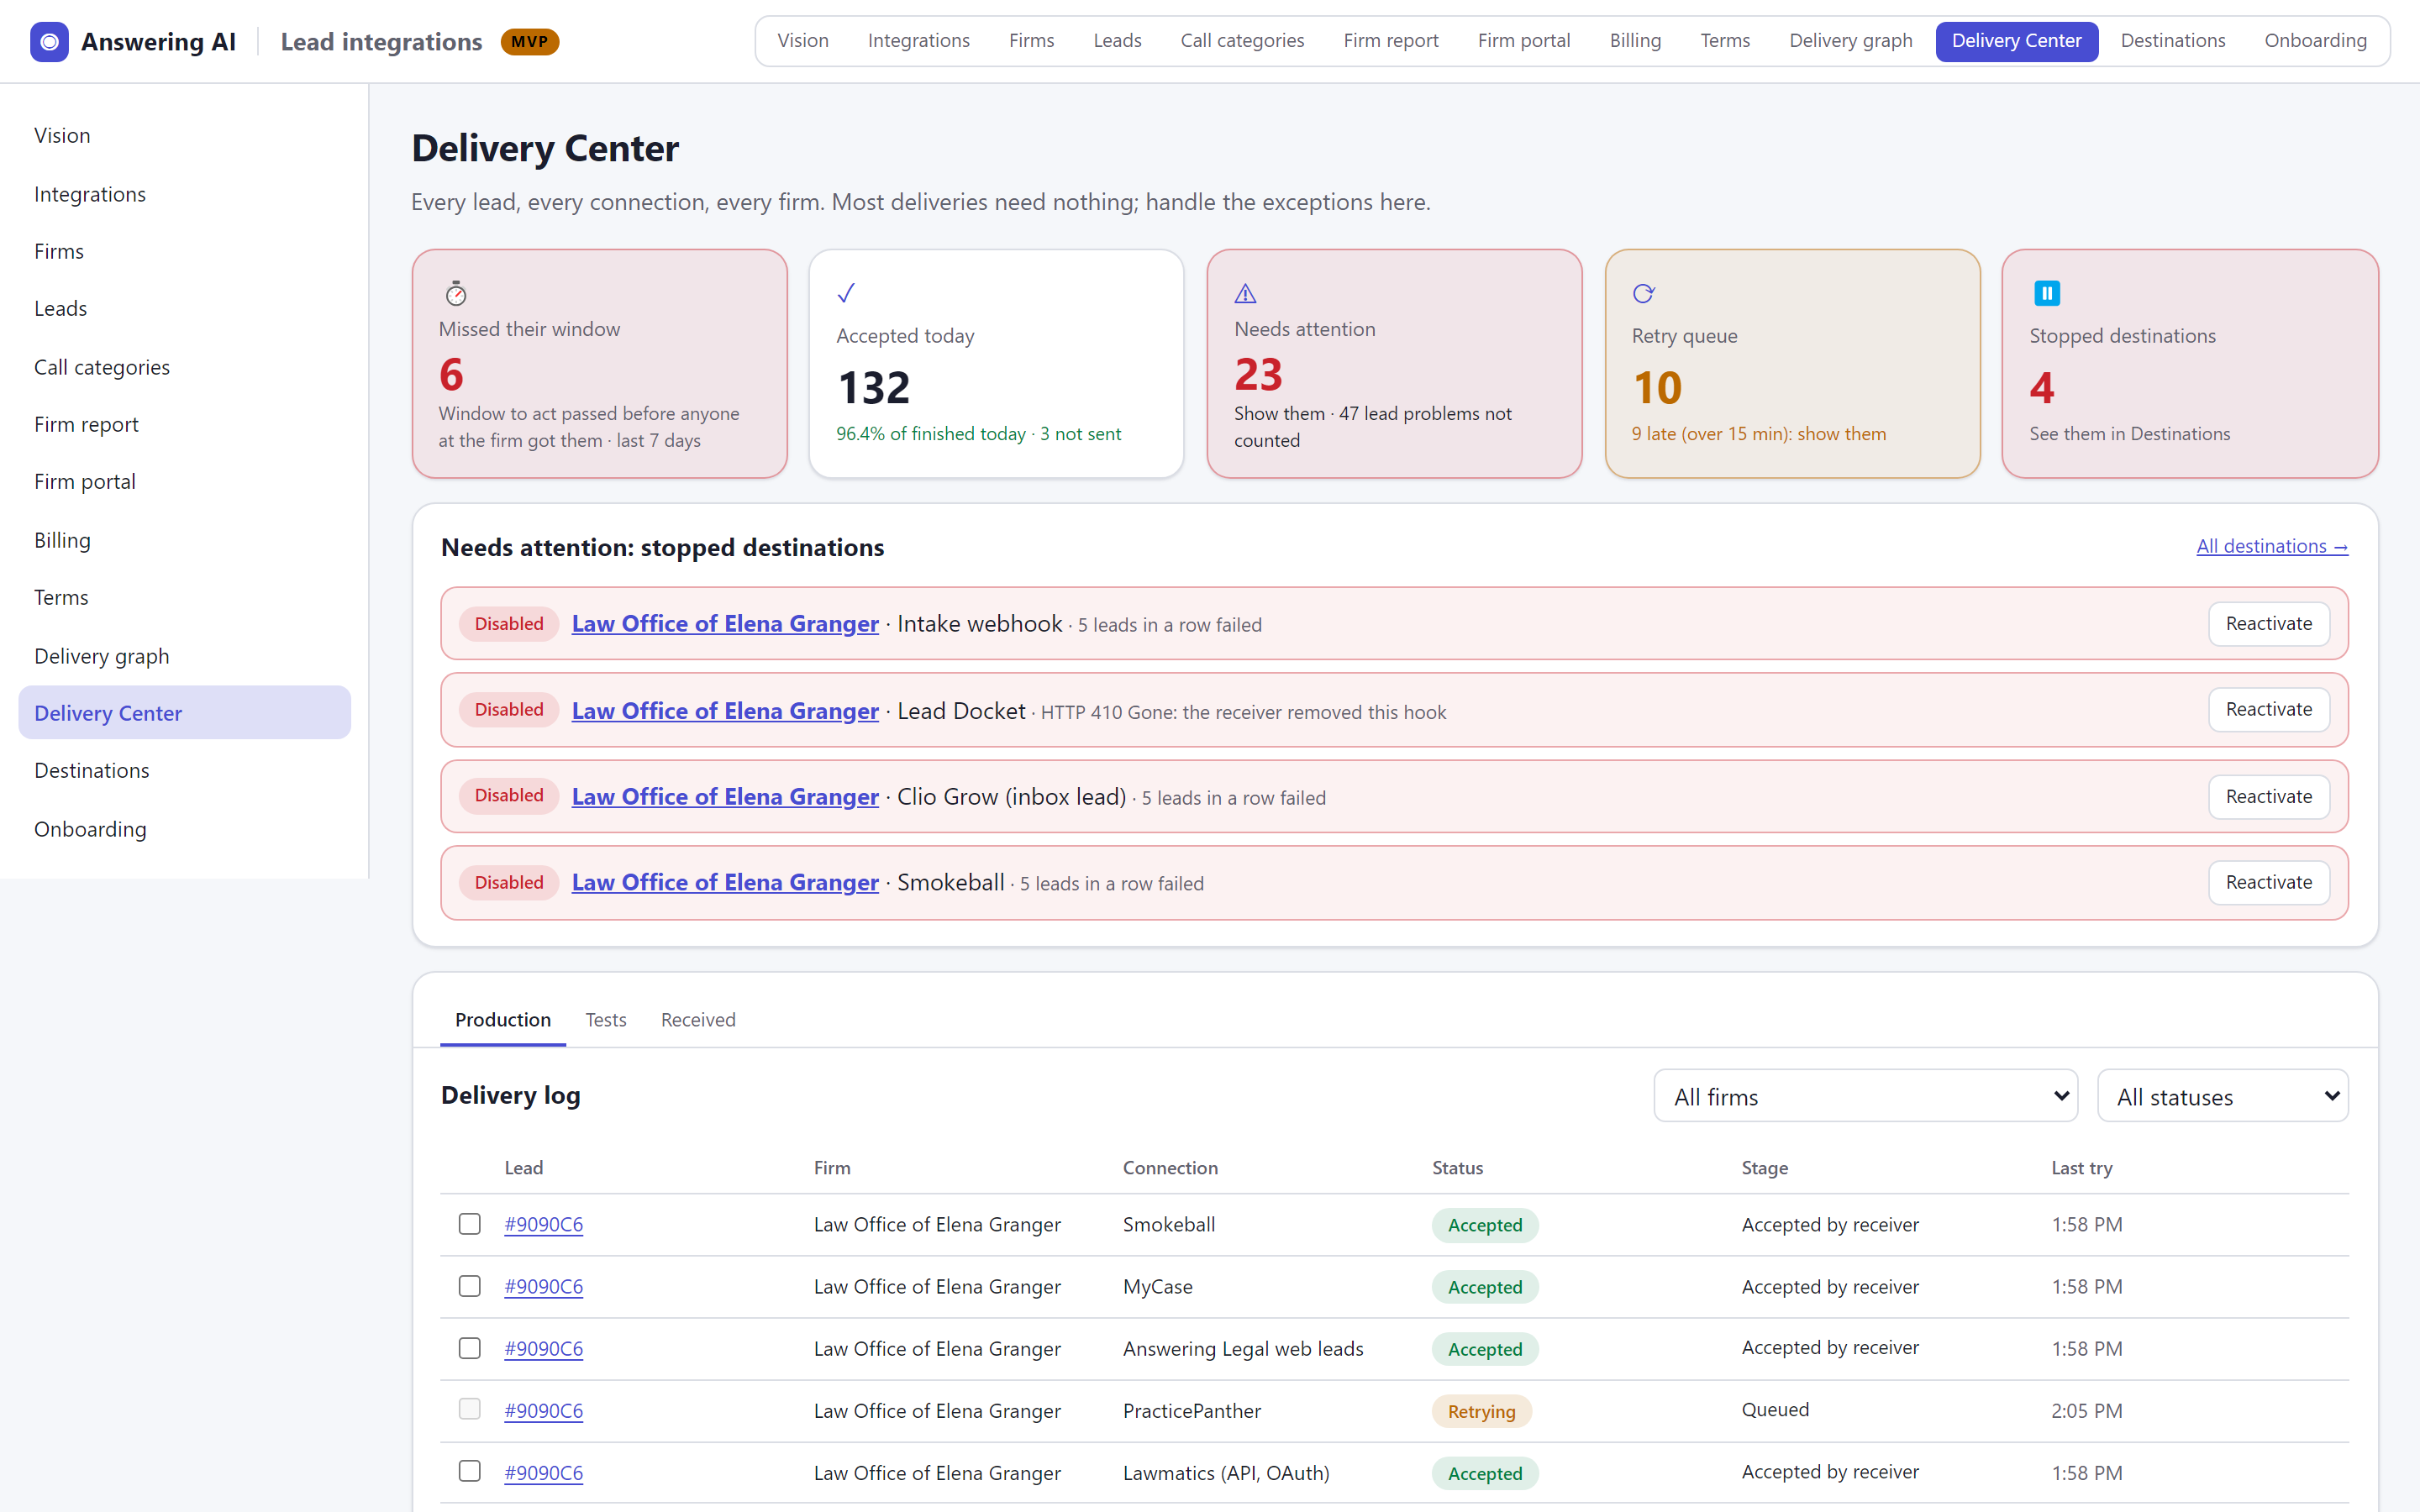 Answering AI | Lead integrations MVP
Vision Integrations Firms Leads Call categories Firm report Firm portal Billing Terms Delivery graph Delivery Center Destinations Onboarding
Vision
Integrations
Firms
Leads
Call categories
Firm report
Firm portal
Billing
Terms
Delivery graph
Delivery Center
Destinations
Onboarding
Delivery Center
Every lead, every connection, every firm. Most deliveries need nothing; handle the exceptions here.
Missed their window
6
Window to act passed before anyone
at the firm got them · last 7 days
Accepted today
132
96.4% of finished today · 3 not sent
Needs attention
23
Show them · 47 lead problems not
counted
Retry queue
10
9 late (over 15 min): show them
Stopped destinations
4
See them in Destinations
Needs attention: stopped destinations All destinations →
Disabled Law Office of Elena Granger · Intake webhook · 5 leads in a row failed Reactivate
Disabled Law Office of Elena Granger · Lead Docket · HTTP 410 Gone: the receiver removed this hook Reactivate
Disabled Law Office of Elena Granger · Clio Grow (inbox lead) · 5 leads in a row failed Reactivate
Disabled Law Office of Elena Granger · Smokeball · 5 leads in a row failed Reactivate
Production Tests Received
Delivery log All firms All statuses
Lead Firm Connection Status Stage Last try
#9090C6 Law Office of Elena Granger Smokeball Accepted Accepted by receiver 1:58 PM
#9090C6 Law Office of Elena Granger MyCase Accepted Accepted by receiver 1:58 PM
#9090C6 Law Office of Elena Granger Answering Legal web leads Accepted Accepted by receiver 1:58 PM
#9090C6 Law Office of Elena Granger PracticePanther Retrying Queued 2:05 PM
#9090C6 Law Office of Elena Granger Lawmatics (API, OAuth) Accepted Accepted by receiver 1:58 PM